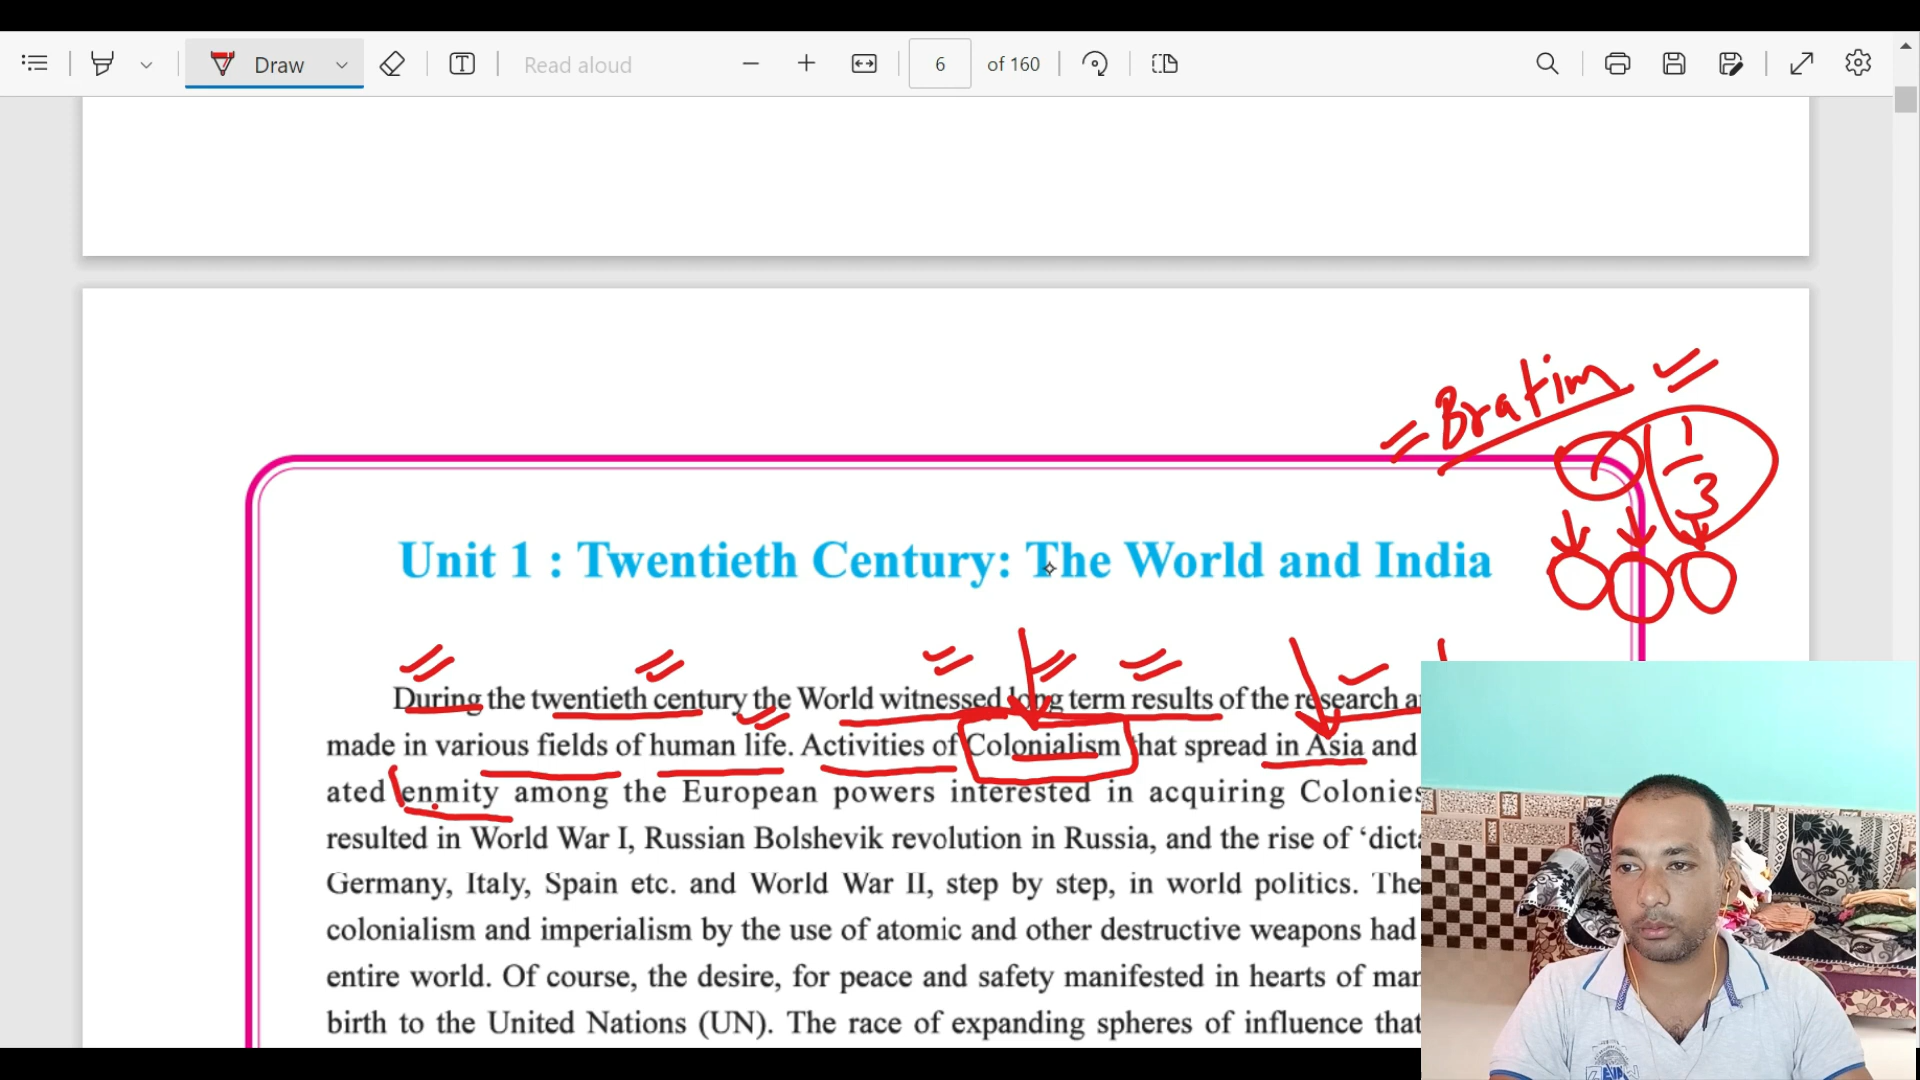 Draw
Read aloud
6 of 160
= Bratim =
1
3
Unit 1 : Twentieth Century: The World and India
During the twentieth century the World witnessed long term results of the research
made in various fields of human life. Activities of Colonialism that spread in Asia and
ated enmity among the European powers interested in acquiring Colonies
resulted in World War I, Russian Bolshevik revolution in Russia, and the rise of ‘dict
Germany, Italy, Spain etc. and World War II, step by step, in world politics. The
colonialism and imperialism by the use of atomic and other destructive weapons had
entire world. Of course, the desire, for peace and safety manifested in hearts of
birth to the United Nations (UN). The race of expanding spheres of influence that